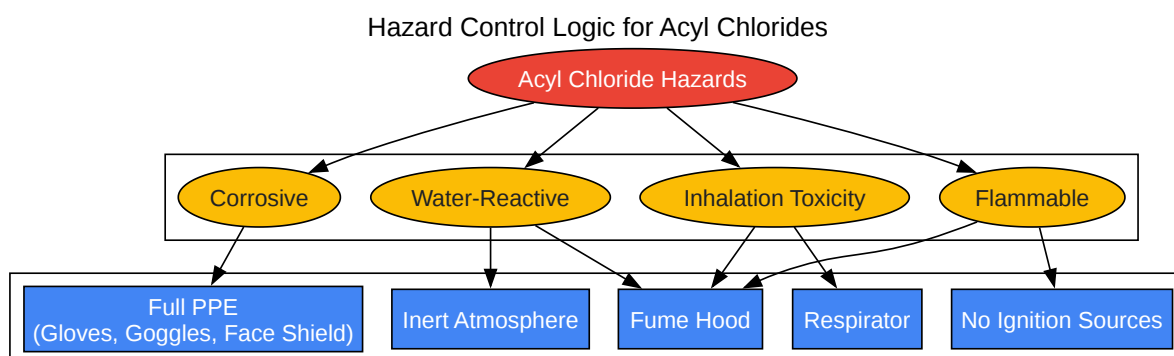 Hazard Control Logic for Acyl Chlorides
Acyl Chloride Hazards
Corrosive
Water-Reactive
Inhalation Toxicity
Flammable
Full PPE
(Gloves, Goggles, Face Shield)
Inert Atmosphere
Fume Hood
Respirator
No Ignition Sources